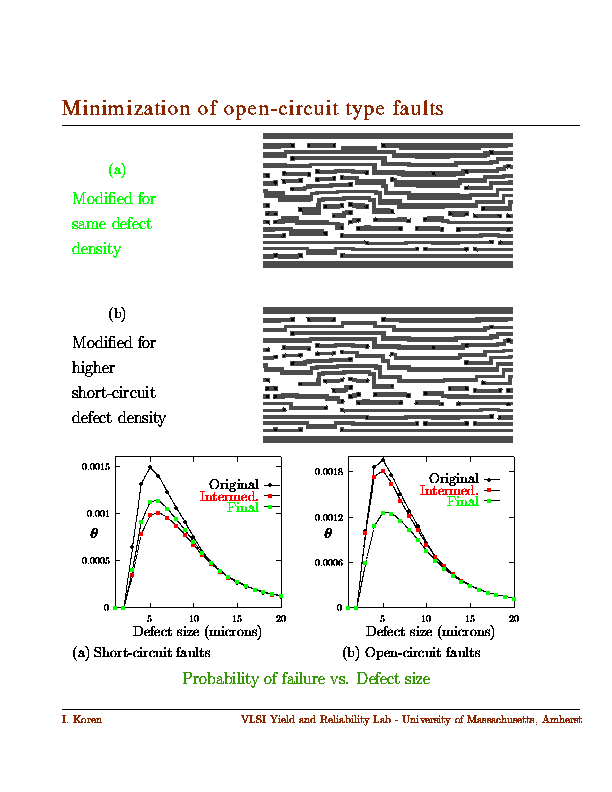 Minimization of open-circuit type faults
(a)
Modified for
same defect
density
(b)
Modified for
higher
short-circuit
defect density
0.0015
0.001
0.0005
0
θ
Original
Intermed.
Final
5 10 15 20
Defect size (microns)
(a) Short-circuit faults
0.0018
0.0012
0.0006
0
θ
Original
Intermed.
Final
5 10 15 20
Defect size (microns)
(b) Open-circuit faults
Probability of failure vs. Defect size
I. Koren
VLSI Yield and Reliability Lab - University of Massachusetts, Amherst